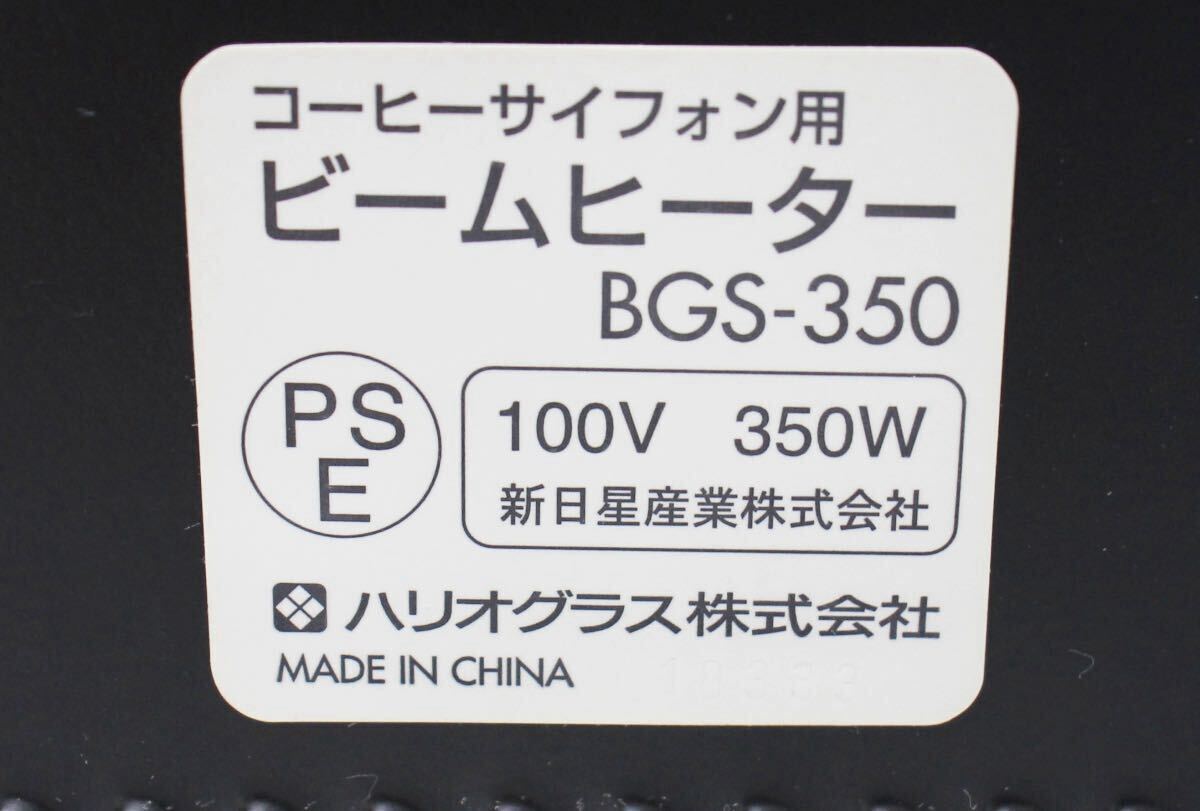 コーヒーサイフォン用
ビームヒーター
BGS-350
PS
E
100V 350W
新日星産業株式会社
ハリオグラス株式会社
MADE IN CHINA